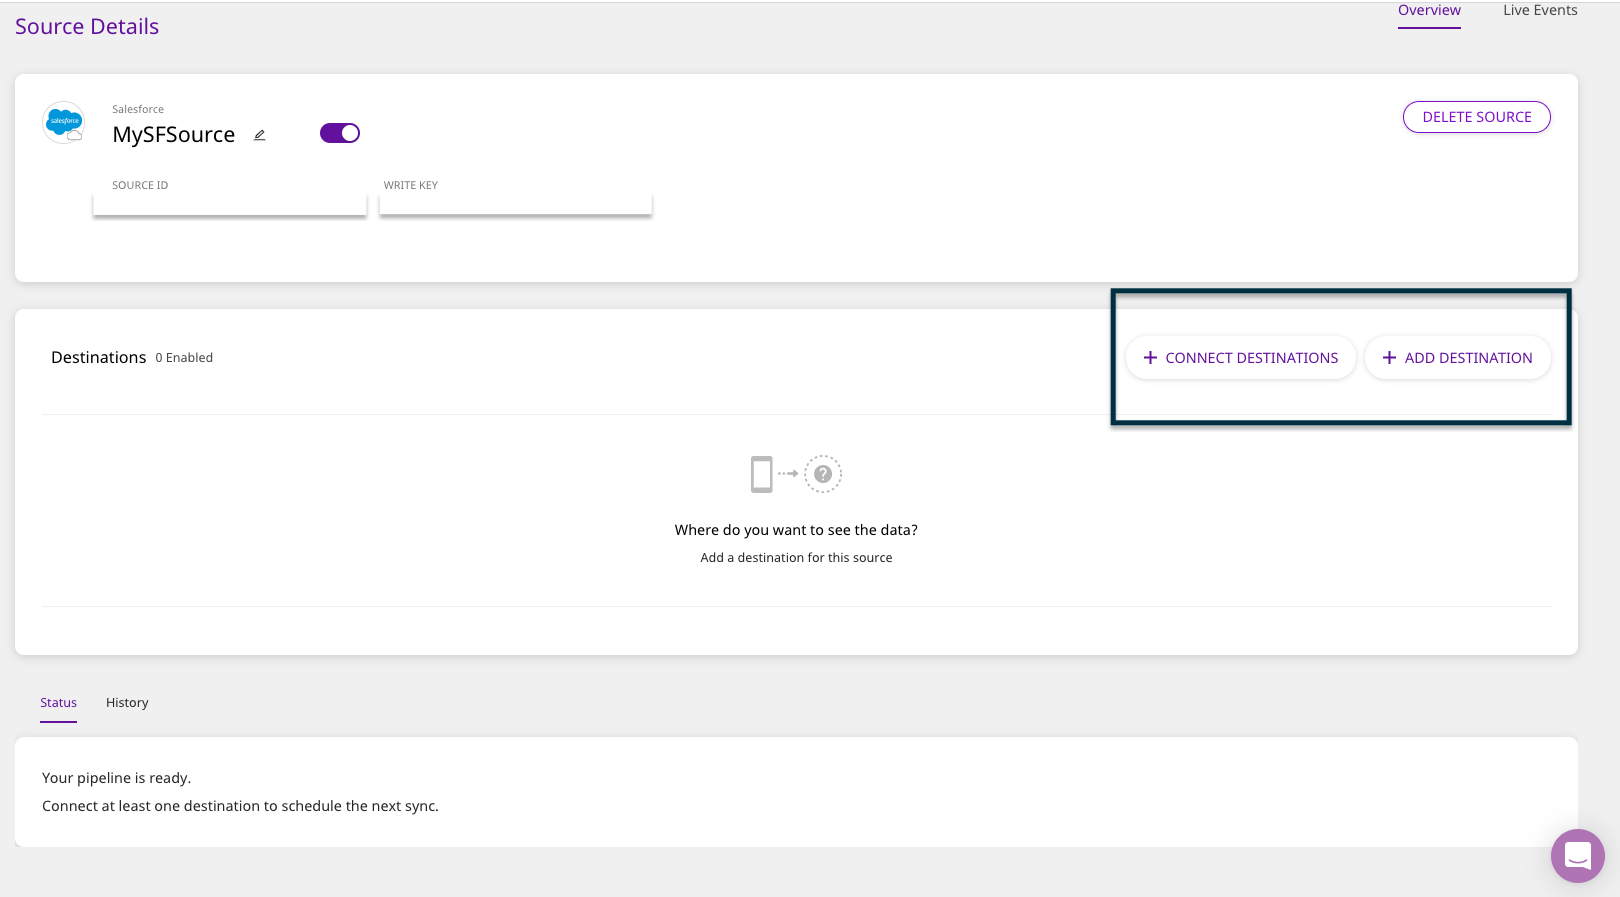 Source Details
Overview Live Events
Salesforce
salesforce
MySFSource
DELETE SOURCE
SOURCE ID WRITE KEY
Destinations 0 Enabled
+ CONNECT DESTINATIONS + ADD DESTINATION
?
Where do you want to see the data?
Add a destination for this source
Status History
Your pipeline is ready.
Connect at least one destination to schedule the next sync.